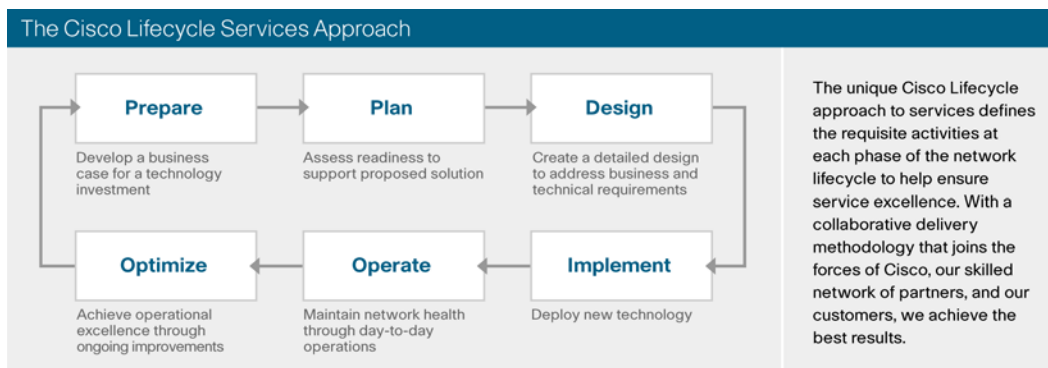 The Cisco Lifecycle Services Approach
Prepare
Develop a business
case for a technology
investment
Plan
Assess readiness to
support proposed solution
Design
Create a detailed design
to address business and
technical requirements
Optimize
Achieve operational
excellence through
ongoing improvements
Operate
Maintain network health
through day-to-day
operations
Implement
Deploy new technology
The unique Cisco Lifecycle
approach to services defines
the requisite activities at
each phase of the network
lifecycle to help ensure
service excellence. With a
collaborative delivery
methodology that joins the
forces of Cisco, our skilled
network of partners, and our
customers, we achieve the
best results.